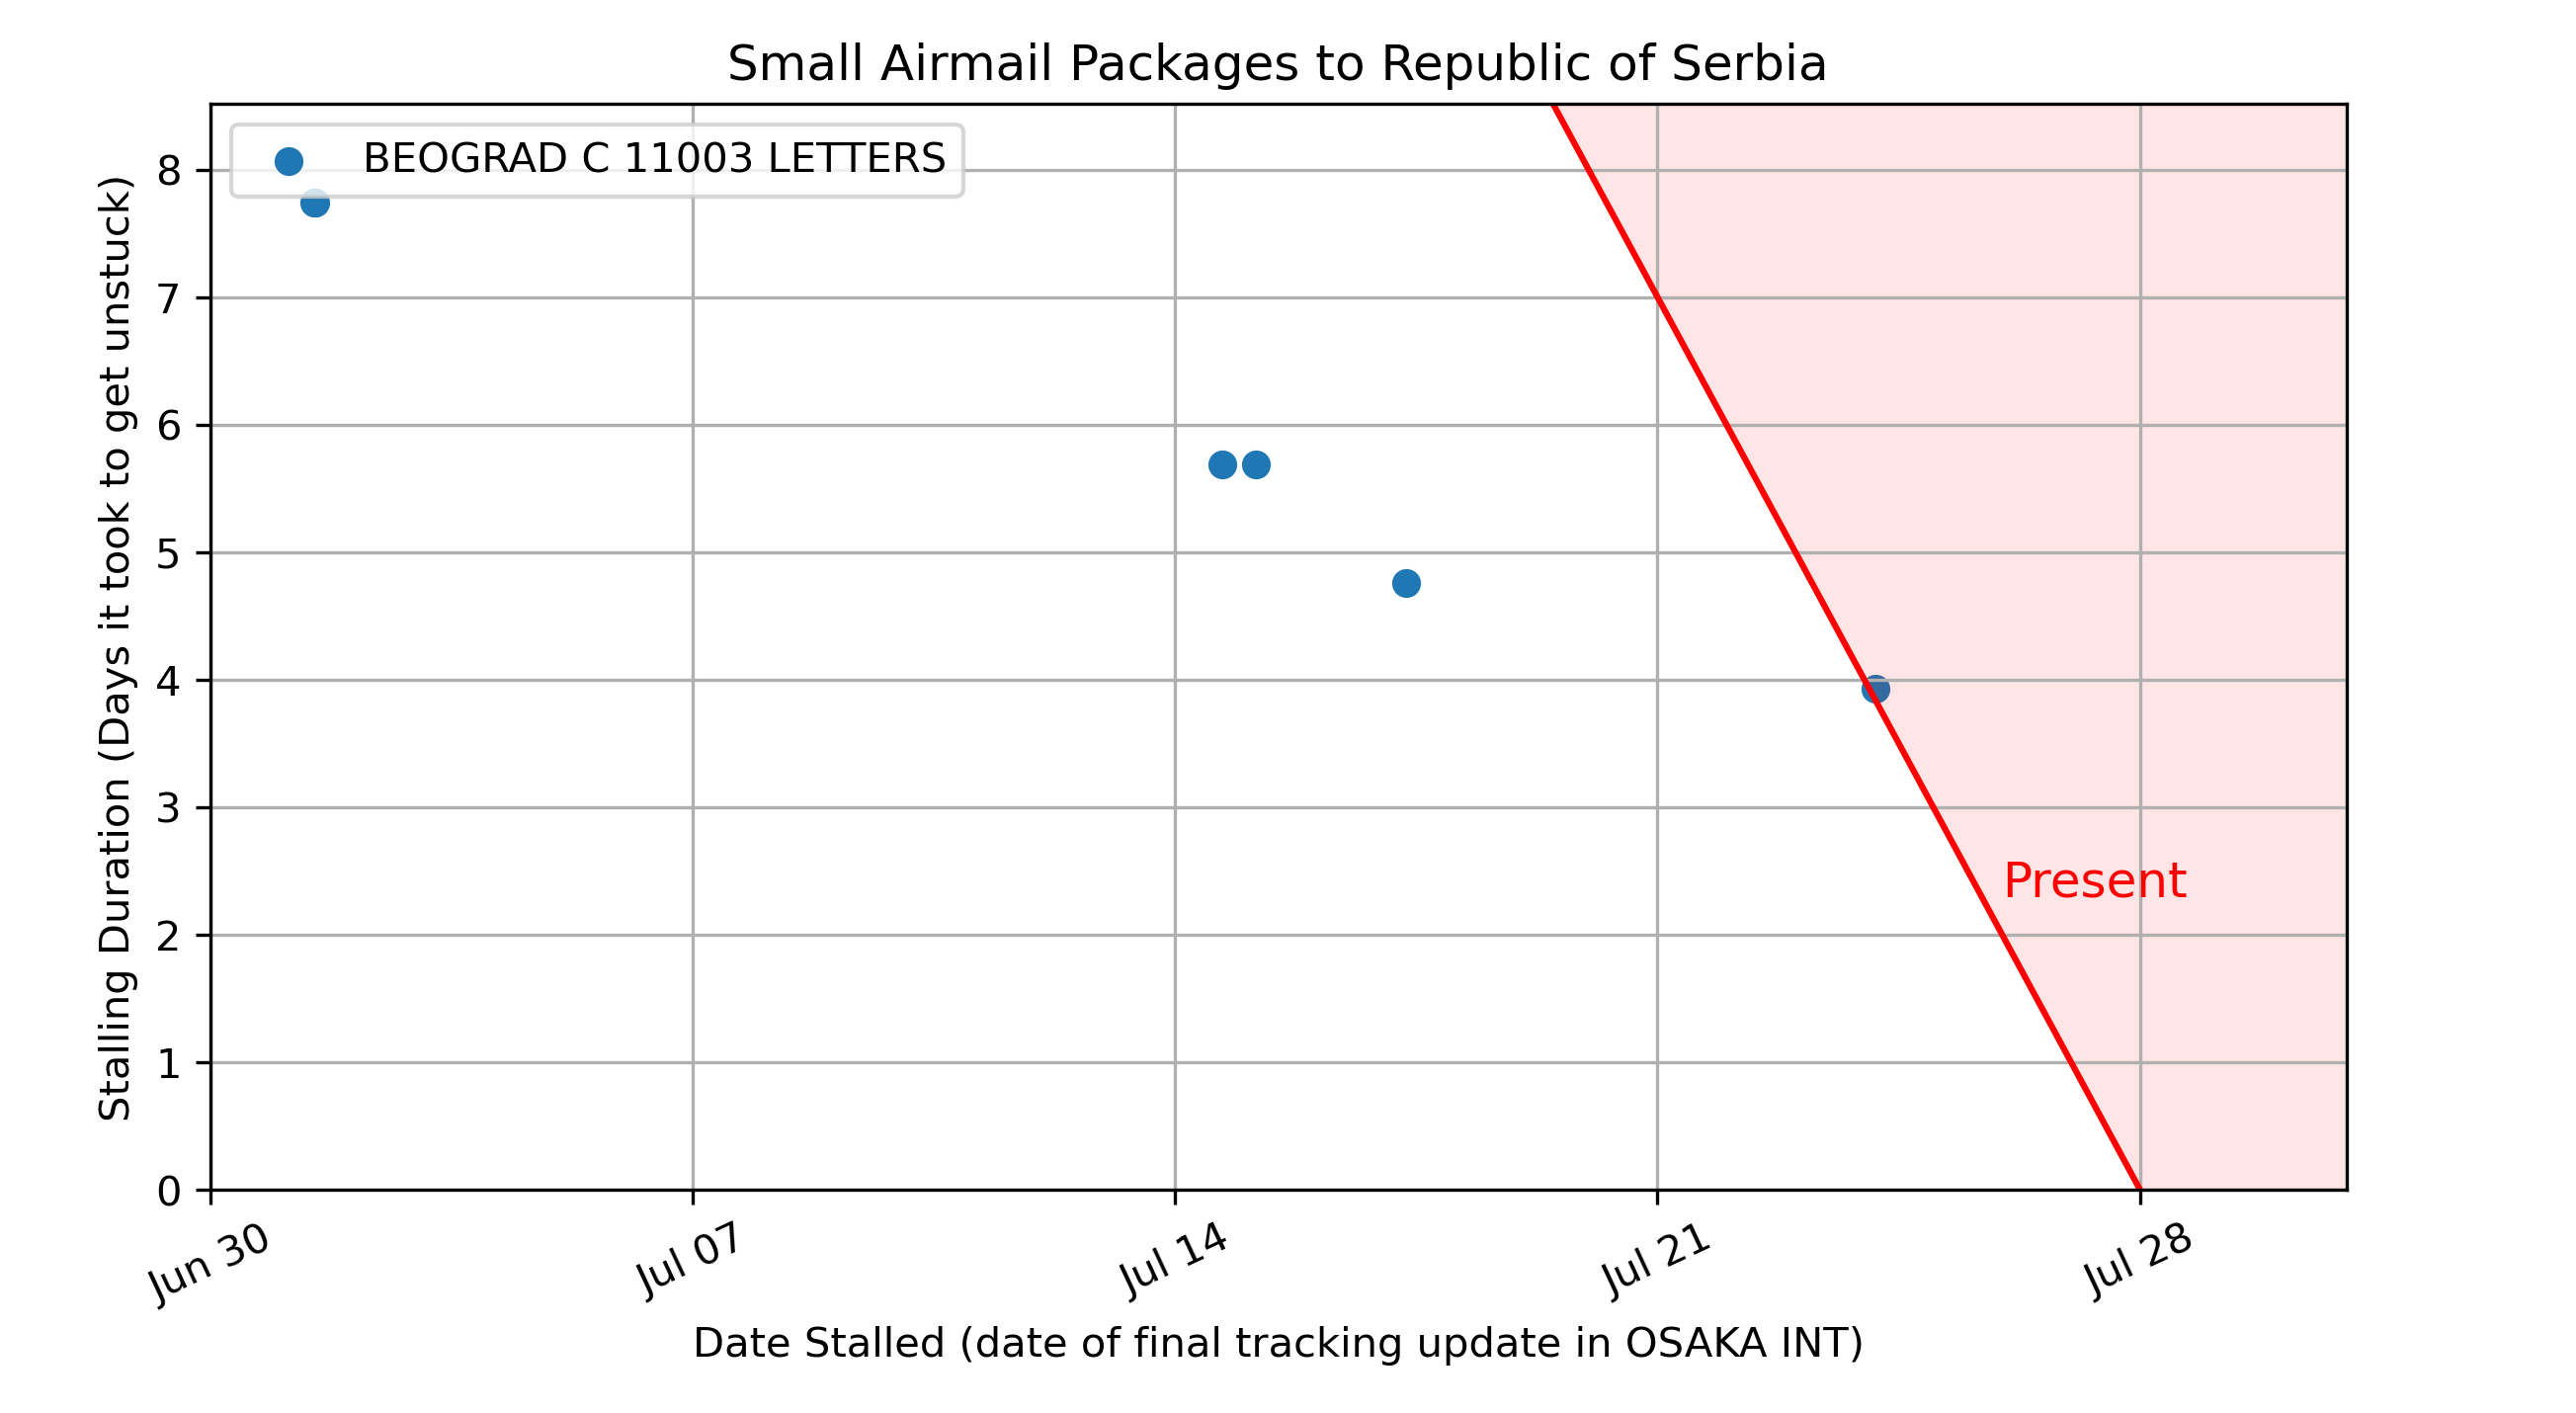 Small Airmail Packages to Republic of Serbia
BEOGRAD C 11003 LETTERS
Stalling Duration (Days it took to get unstuck)
8
7
6
5
4
3
2
1
0
Present
Jun 30
Jul 07
Jul 14
Jul 21
Jul 28
Date Stalled (date of final tracking update in OSAKA INT)